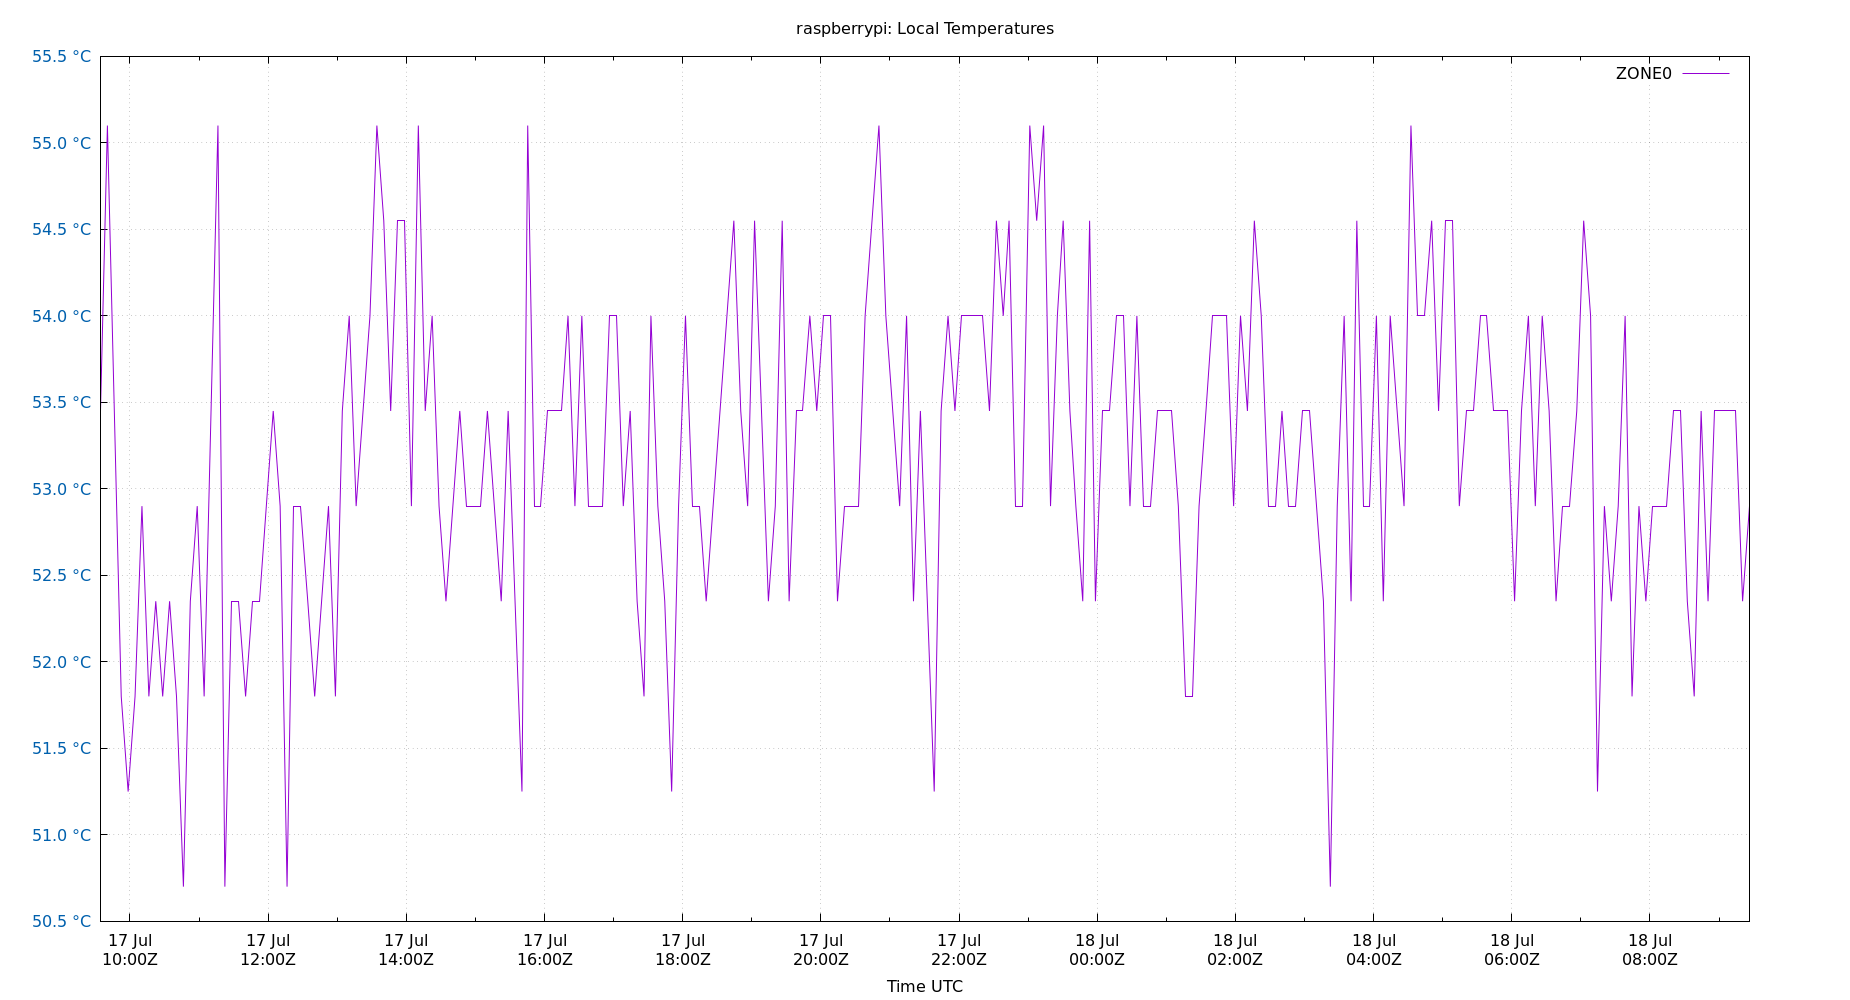 raspberrypi: Local Temperatures
55.5 °C
ZONE0
55.0 °C
54.5 °C
54.0 °C
53.5 °C
53.0 °C
52.5 °C
52.0 °C
51.5 °C
51.0 °C
50.5 °C
17 Jul 17 Jul 17 Jul 17 Jul 17 Jul 17 Jul 17 Jul 18 Jul 18 Jul 18 Jul 18 Jul 18 Jul
10:00Z 12:00Z 14:00Z 16:00Z 18:00Z 20:00Z 22:00Z 00:00Z 02:00Z 04:00Z 06:00Z 08:00Z
Time UTC